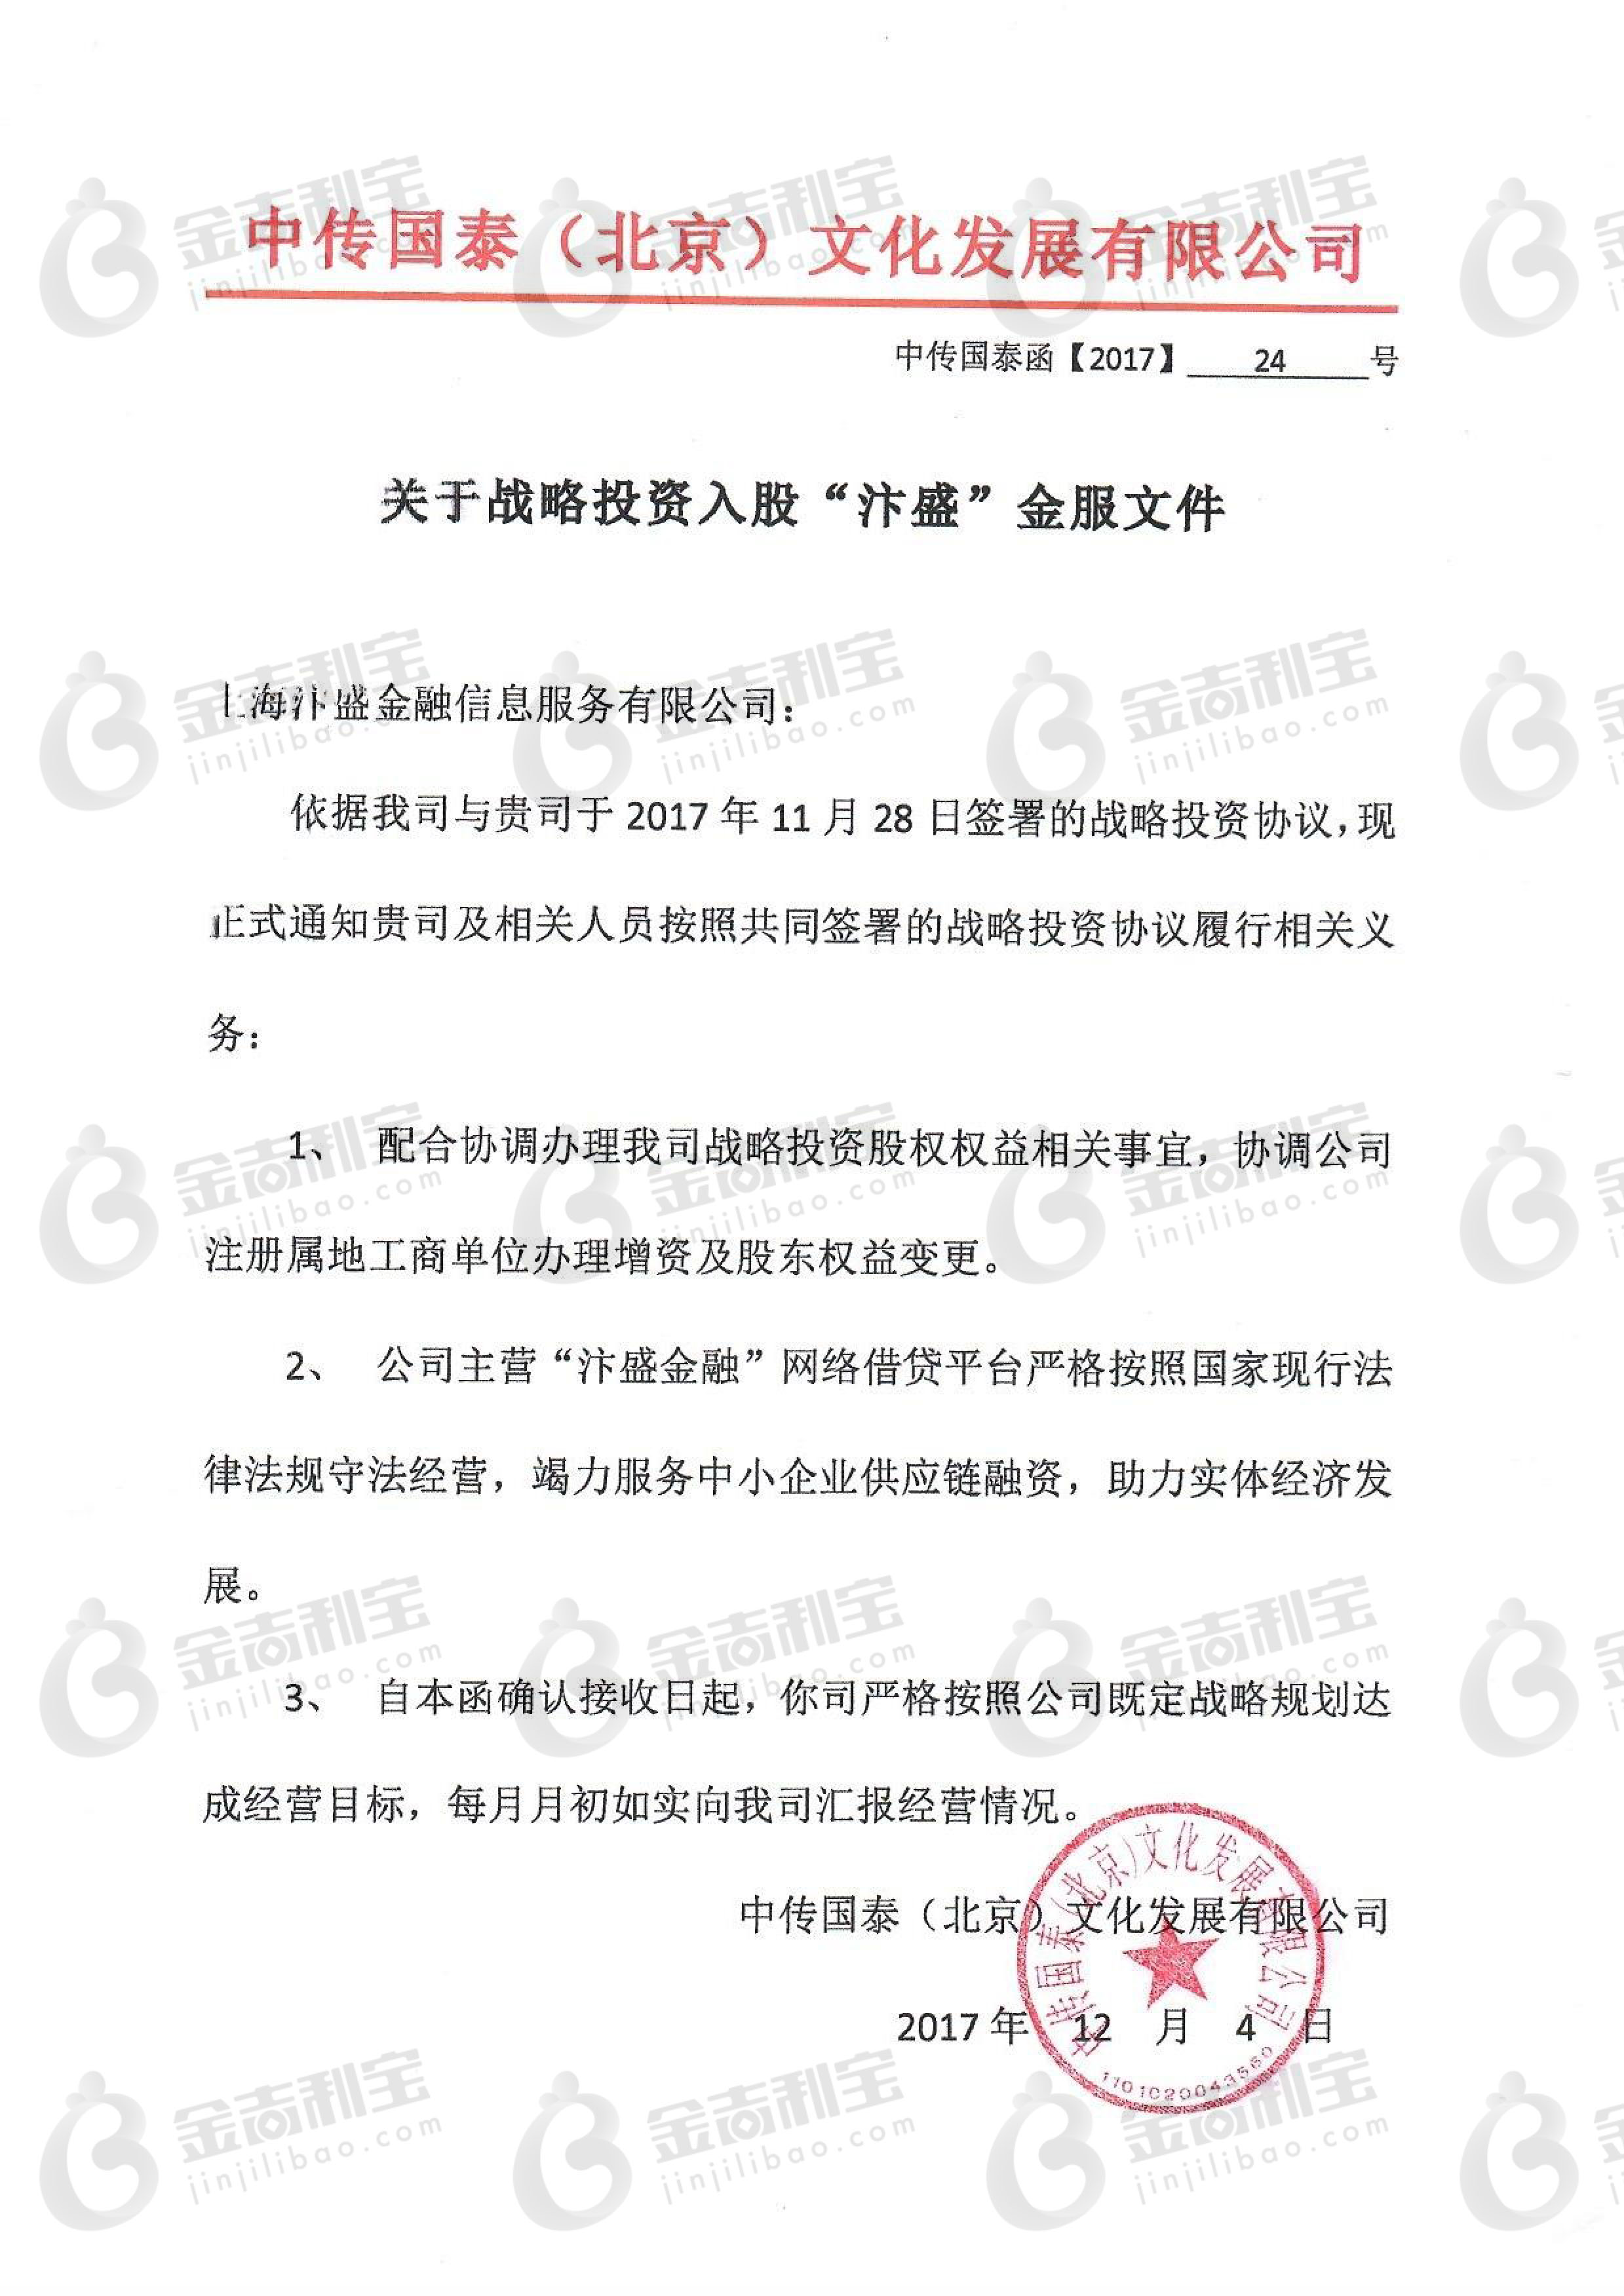 中传国泰（北京）文化发展有限公司
中传国泰函【2017】 24 号
关于战略投资入股“汴盛”金服文件
上海汴盛金融信息服务有限公司：
依据我司与贵司于 2017 年 11 月 28 日签署的战略投资协议，现
正式通知贵司及相关人员按照共同签署的战略投资协议履行相关义
务：
1、 配合协调办理我司战略投资股权权益相关事宜，协调公司
注册属地工商单位办理增资及股东权益变更。
2、 公司主营“汴盛金融”网络借贷平台严格按照国家现行法
律法规守法经营，竭力服务中小企业供应链融资，助力实体经济发
展。
3、 自本函确认接收日起，你司严格按照公司既定战略规划达
成经营目标，每月月初如实向我司汇报经营情况。
中传国泰（北京）文化发展有限公司
2017 年 12 月 4 日
中传国泰（北京）文化发展有限公司
1101020043560
金吉利宝
jinjilibao.com